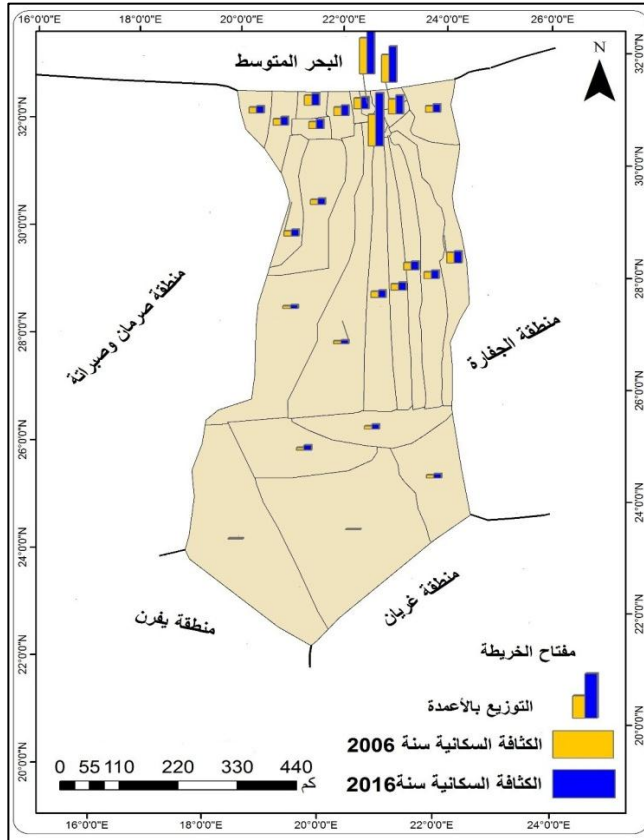 16°0'0"E 20°0'0"E 22°0'0"E 24°0'0"E 26°0'0"E
البحر المتوسط
N
32°0'0"N 32°0'0"N
30°0'0"N 30°0'0"N
28°0'0"N 28°0'0"N
26°0'0"N 26°0'0"N
24°0'0"N 24°0'0"N
22°0'0"N 22°0'0"N
20°0'0"N 20°0'0"N
منطقة صرمان وصبراتة
منطقة الجفارة
منطقة غريان
منطقة يفرن
مفتاح الخريطة
التوزيع بالأعمدة
الكثافة السكانية سنة 2006
الكثافة السكانية سنة2016
0 55 110 220 330 440
كم
16°0'0"E 18°0'0"E 20°0'0"E 22°0'0"E 24°0'0"E